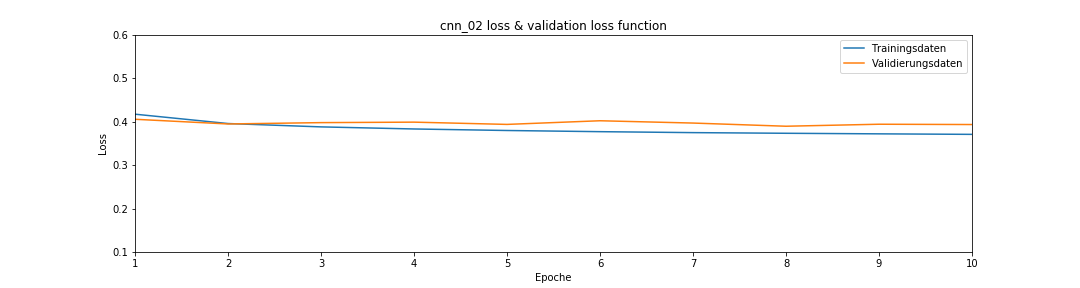 cnn_02 loss & validation loss function
Trainingsdaten
Validierungsdaten
Loss
0.6
0.5
0.4
0.3
0.2
0.1
1 2 3 4 5 6 7 8 9 10
Epoche